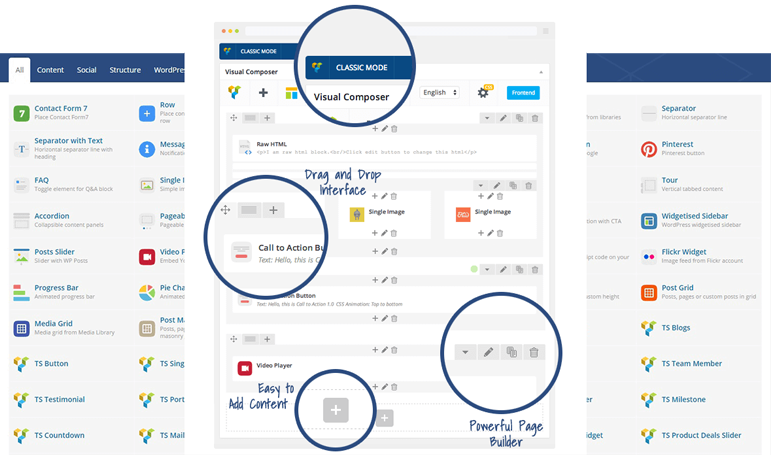 CLASSIC MODE
CLASSIC MODE
Visual Composer
Visual Composer
English
Frontend
All
Content
Social
Structure
WordPres
Contact Form 7
Place Contact Form7
Row
Place con
row
Separator with Text
Horizontal separator line with
heading
Messag
Notificatio
FAQ
Toggle element for Q&A block
Single I
Simple im
Accordion
Collapsible content panels
Pageab
Pageable
Posts Slider
Slider with WP Posts
Video P
Embed Yo
Progress Bar
Animated progress bar
Pie Cha
Animated
Media Grid
Media grid from Media Library
Post Ma
Posts, pag
masonry
TS Button
TS Sing
TS Testimonial
TS Port
TS Countdown
TS Mail
Raw HTML
<p>I am raw html block.<br/>Click edit button to change this html</p>
Drag and Drop
Interface
Single Image
Single Image
Call to Action Bu
Text: Hello, this is C
on Button
Text: Hello, this is Call to Action 1.0 CSS Animation: Top to bottom
Video Player
Easy to
Add Content
Powerful Page
Builder
from libraries
Separator
Horizontal separator line
n
ogle
Pinterest
Pinterest button
Tour
Vertical tabbed content
tion with CTA
Widgetised Sidebar
WordPress widgetised sidebar
ps code on your
Flickr Widget
Image feed from Flickr account
ustom height
Post Grid
Posts, pages or custom posts in grid
TS Blogs
TS Team Member
TS Milestone
dget
TS Product Deals Slider